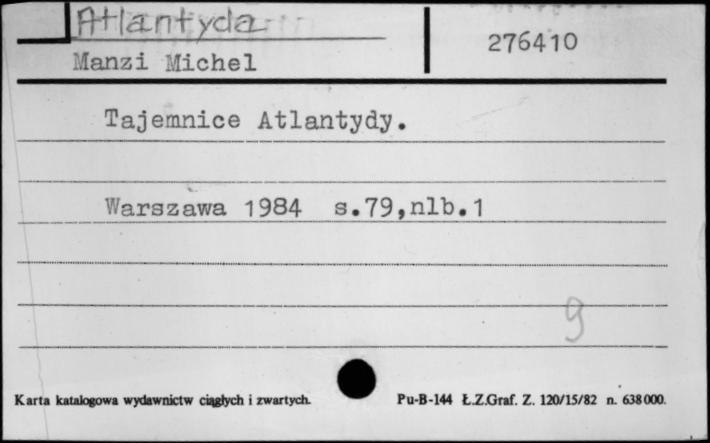 Atlantyda
276410
Manzi Michel
Tajemnice Atlantydy.
Warszawa 1984 s.79,nlb.1
9
Karta katalogowa wydawnictw ciągłych i zwartych. Pu-B-144 Ł.Z.Graf. Z. 120/15/82 n. 638000.